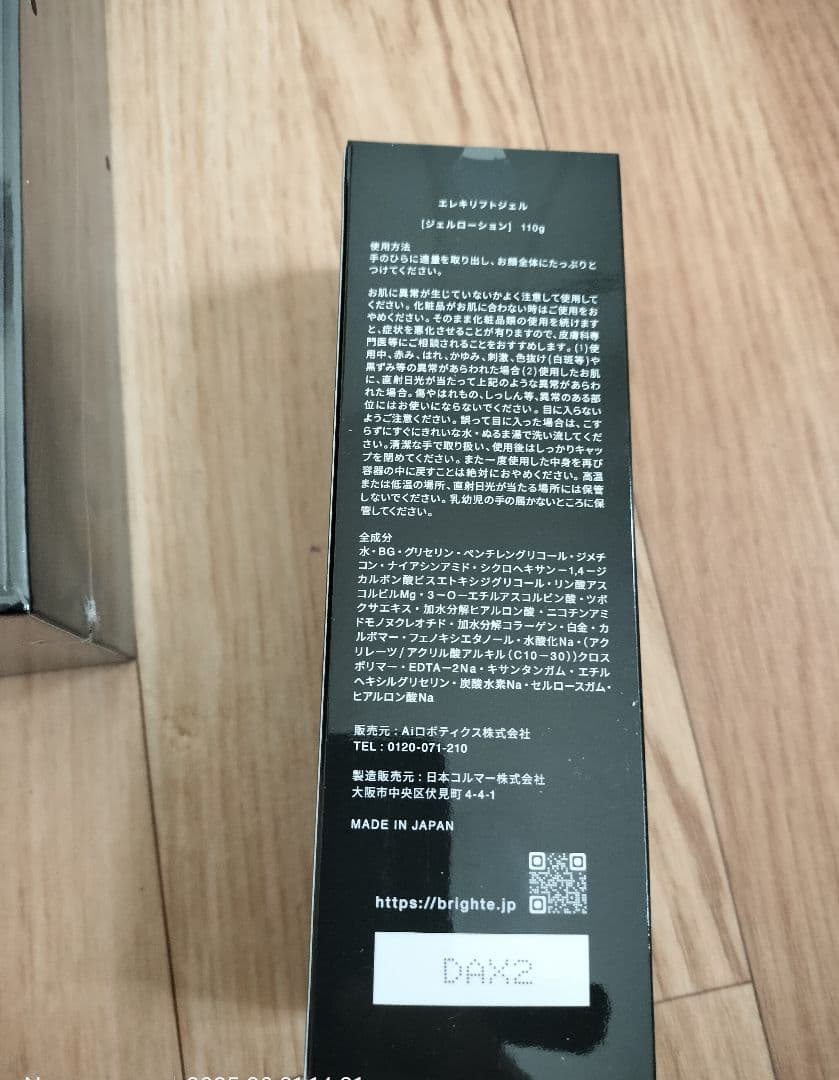 エレキリフトジェル
[ジェルローション] 110g
使用方法
手のひらに適量を取り出し、お顔全体にたっぷりと
つけてください。
お肌に異常が生じていないかよく注意して使用して
ください。化粧品がお肌に合わない時はご使用をお
やめください。そのまま化粧品類の使用を続けます
と、症状を悪化させることが有りますので、皮膚科専
門医等にご相談されることをおすすめします。(1)使
用中、赤み、はれ、かゆみ、刺激、色抜け(白斑等)や
黒ずみ等の異常があらわれた場合(2)使用したお肌
に、直射日光が当たって上記のような異常があらわ
れた場合。傷やはれもの、しっしん等、異常のある部
位にはお使いにならないでください。目に入らない
ようご注意ください。誤って目に入った場合は、こす
らずにすぐにきれいな水・ぬるま湯で洗い流してくだ
さい。清潔な手で取り扱い、使用後はしっかりキャッ
プを閉めてください。また一度使用した中身を再び
容器の中に戻すことは絶対におやめください。高温
または低温の場所、直射日光が当たる場所には保管
しないでください。乳幼児の手の届かないところに保
管してください。
全成分
水・BG・グリセリン・ペンチレングリコール・ジメチ
コン・ナイアシンアミド・シクロヘキサン-1,4-ジ
カルボン酸ビスエトキシジグリコール・リン酸アス
コルビルMg・3-O-エチルアスコルビン酸・ツボ
クサエキス・加水分解ヒアルロン酸・ニコチンアミ
ドモノヌクレオチド・加水分解コラーゲン・白金・カ
ルボマー・フェノキシエタノール・水酸化Na・(アク
リレーツ/アクリル酸アルキル(C10-30))クロス
ポリマー・EDTA-2Na・キサンタンガム・エチル
ヘキシルグリセリン・炭酸水素Na・セルロースガム・
ヒアルロン酸Na
販売元:Aiロボティクス株式会社
TEL:0120-071-210
製造販売元:日本コルマー株式会社
大阪市中央区伏見町4-4-1
MADE IN JAPAN
https://brighte.jp
DAX2